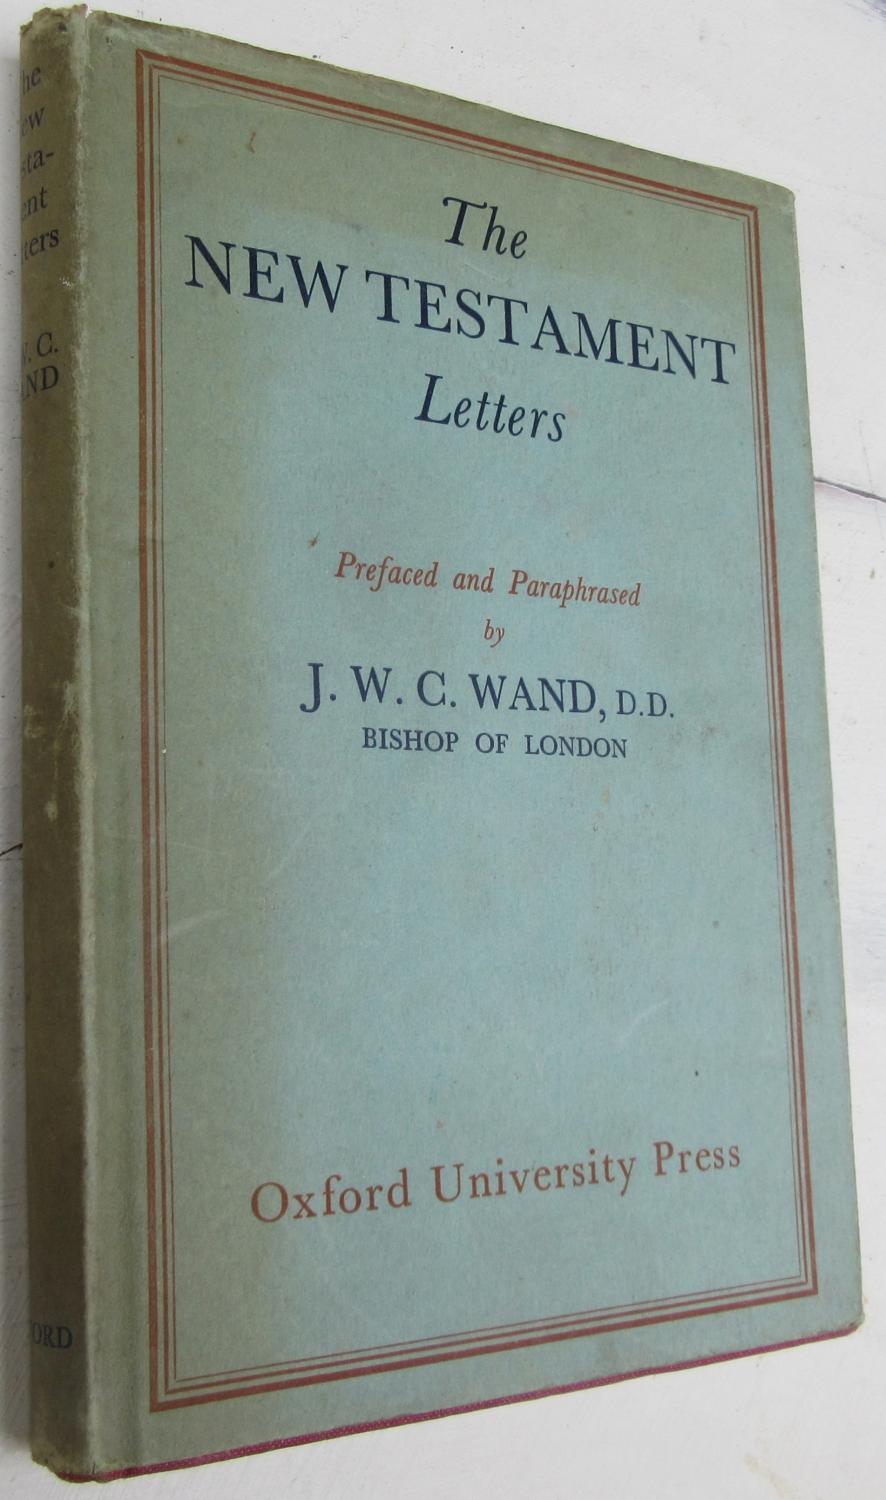 The
NEW TESTAMENT
Letters
Prefaced and Paraphrased
by
J. W. C. WAND, D.D.
BISHOP OF LONDON
Oxford University Press